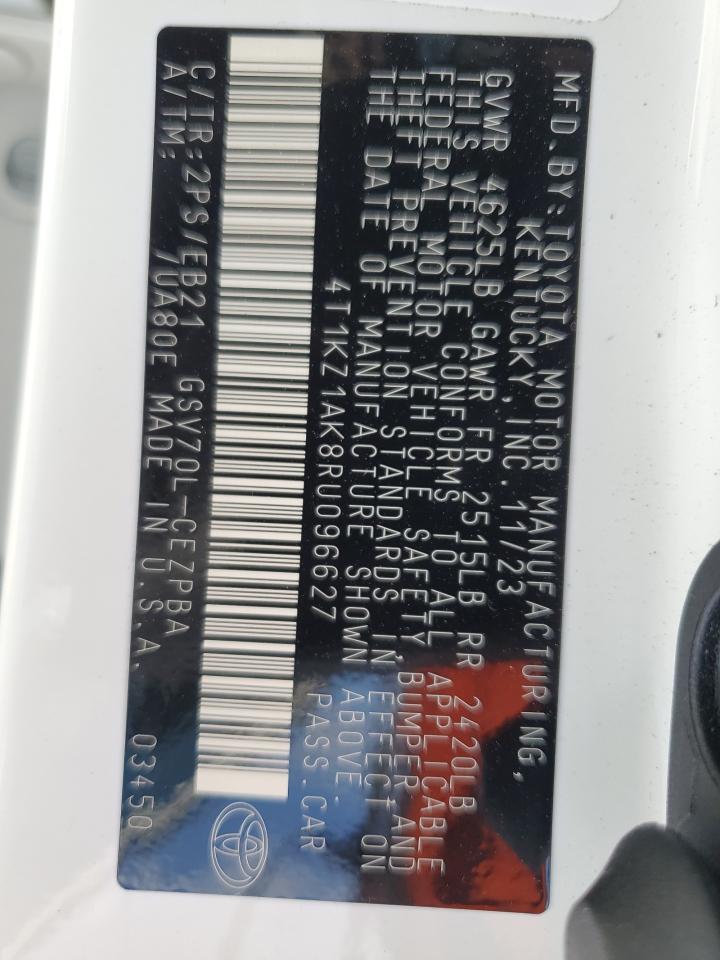 MFD.BY:TOYOTA MOTOR MANUFACTURING,
KENTUCKY,INC.11/23
GVWR 4625LB GAWR FR 2515LB RR 2420LB
THIS VEHICLE CONFORMS TO ALL APPLICABLE
FEDERAL MOTOR VEHICLE SAFETY,BUMPER AND
THEFT PREVENTION STANDARDS IN EFFECT ON
THE DATE OF MANUFACTURE SHOWN ABOVE.
4T1KZ1AK8RU096627 PASS.CAR
C/TR:2PS/EB21 GSV70L-CEZPBA
A/TM: /UA80E MADE IN U.S.A. 03450